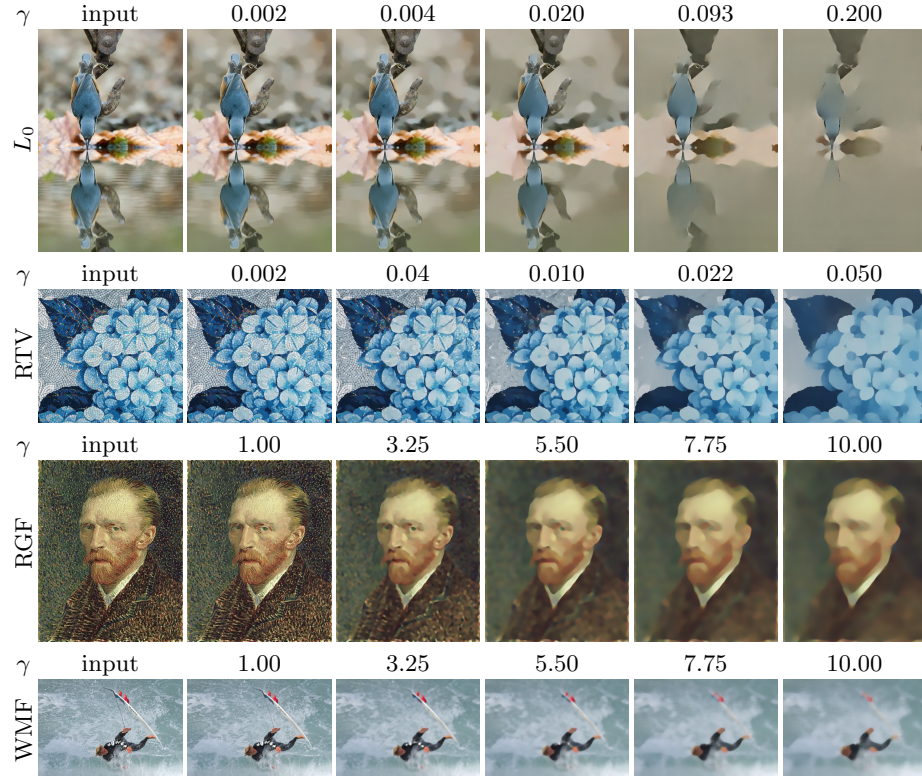 γ input 0.002 0.004 0.020 0.093 0.200
L₀
γ input 0.002 0.04 0.010 0.022 0.050
RTV
γ input 1.00 3.25 5.50 7.75 10.00
RGF
γ input 1.00 3.25 5.50 7.75 10.00
WMF